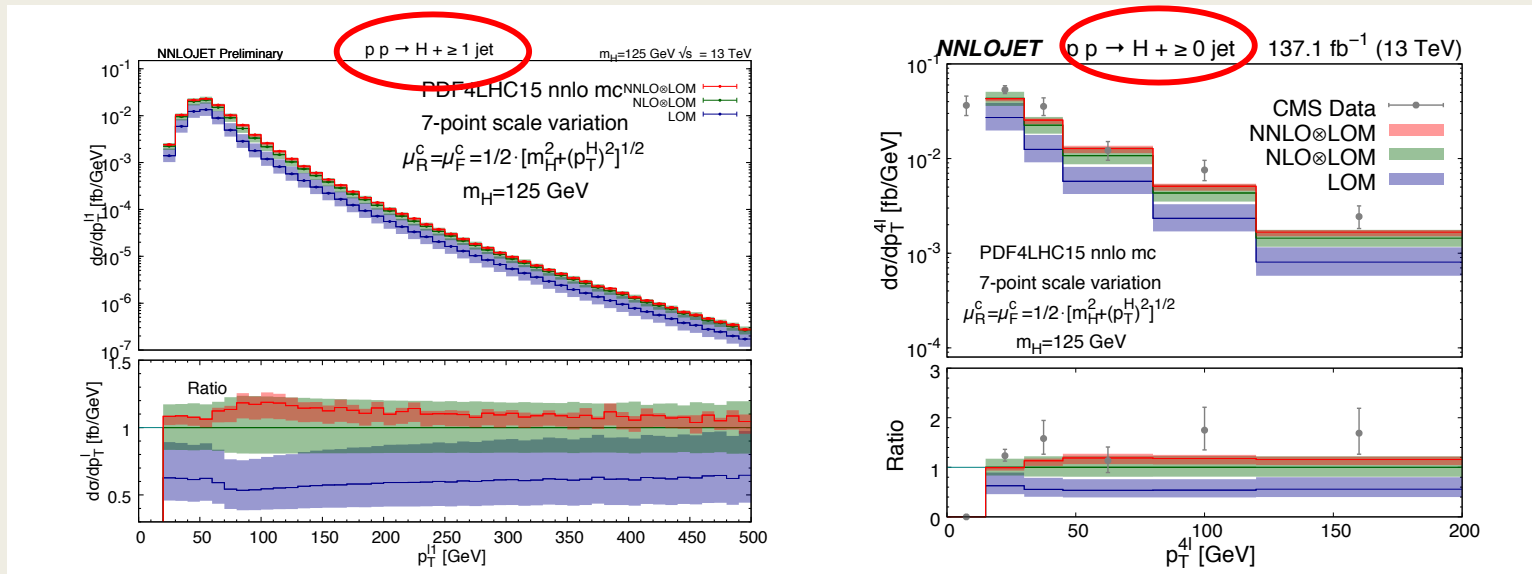 NNLOJET Preliminary
p p → H + ≥ 1 jet
m_H=125 GeV √s = 13 TeV
PDF4LHC15 nnlo mc
7-point scale variation
μ_R^c=μ_F^c=1/2·[m_H^2+(p_T^H)^2]^1/2
m_H=125 GeV
NNLO⊗LOM
NLO⊗LOM
LOM
dσ/dp_T^l1 [fb/GeV]
10^-1
10^-2
10^-3
10^-4
10^-5
10^-6
10^-7
Ratio
dσ/dp_T^l [fb/GeV]
1.5
1
0.5
0 50 100 150 200 250 300 350 400 450 500
p_T^l1 [GeV]
NNLOJET
p p → H + ≥ 0 jet
137.1 fb^-1 (13 TeV)
CMS Data
NNLO⊗LOM
NLO⊗LOM
LOM
dσ/dp_T^4l [fb/GeV]
10^-1
10^-2
10^-3
10^-4
PDF4LHC15 nnlo mc
7-point scale variation
μ_R^c=μ_F^c=1/2·[m_H^2+(p_T^H)^2]^1/2
m_H=125 GeV
Ratio
3
2
1
0
0 50 100 150 200
p_T^4l [GeV]